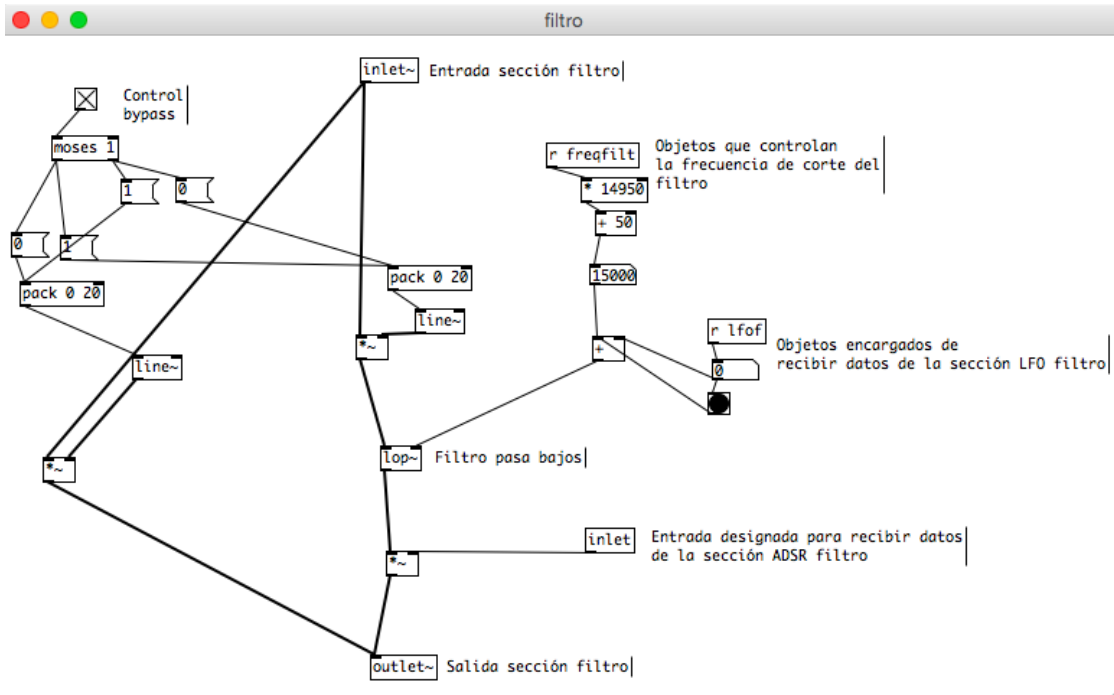 filtro
inlet~
Entrada sección filtro
Control
bypass
moses 1
1
0
0
1
pack 0 20
pack 0 20
line~
line~
*~
*~
r freqfilt
Objetos que controlan
la frecuencia de corte del
filtro
* 14950
+ 50
15000
+
r lfof
0
Objetos encargados de
recibir datos de la sección LFO filtro
lop~
Filtro pasa bajos
inlet
Entrada designada para recibir datos
de la sección ADSR filtro
*~
outlet~
Salida sección filtro